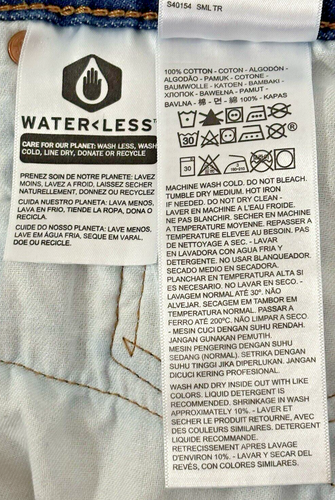 S40154 SML TR
WATER<LESS™
CARE FOR OUR PLANET: WASH LESS, WASH
COLD, LINE DRY, DONATE OR RECYCLE
PRENEZ SOIN DE NOTRE PLANETE: LAVEZ
MOINS, LAVEZ A FROID, LAISSEZ SECHER
NATURELLEMENT, DONNEZ OU RECYCLEZ
CUIDA NUESTRO PLANETA: LAVA MENOS,
LAVA EN FRIO, TIENDE LA ROPA, DONA O
RECICLA
CUIDE DO NOSSO PLANETA: LAVE MENOS,
LAVE EM ÁGUA FRIA, SEQUE EM VARAL,
DOE OU RECICLE.
100% COTTON - COTON - ALGODÓN -
ALGODÃO - PAMUK - COTONE -
BAUMWOLLE - KATOEN - BAMBAKI -
ХЛОПОК - BAWEŁNA - PAMUT -
BAVLNA - 棉 - 면 - 綿 - 100% - KAPAS
30
30
MACHINE WASH COLD. DO NOT BLEACH.
TUMBLE DRY MEDIUM. HOT IRON
IF NEEDED. DO NOT DRY CLEAN -
LAVER EN MACHINE A L'EAU FROIDE.
NE PAS BLANCHIR. SECHER EN MACHINE
A TEMPERATURE MOYENNE. REPASSER A
TEMPERATURE ELEVEE AU BESOIN. PAS
DE NETTOYAGE A SEC. - LAVAR
EN LAVADORA CON AGUA FRIA Y
DETERGENTE. NO USAR BLANQUEADOR.
SECADO MEDIO EN SECADORA.
PLANCHAR EN TEMPERATURA ALTA SI
ES NECESARIO. NO LAVAR EN SECO. -
LAVAGEM NORMAL ATÉ 30º. NÃO
ALVEJAR. SECAGEM EM TAMBOR EM
TEMPERATURA NORMAL. PASSAR A
FERRO ATÉ 200ºC. NÃO LIMPAR A SECO.
- MESIN CUCI DENGAN SUHU RENDAH.
JANGAN GUNAKAN PEMUTIH.
MESIN PENGERING DENGAN SUHU
SEDANG (NORMAL). SETRIKA DENGAN
SUHU TINGGI JIKA DIPERLUKAN. JANGAN
DICUCI KERING PROFESIONAL.
WASH AND DRY INSIDE OUT WITH LIKE
COLORS. LIQUID DETERGENT IS
RECOMMENDED. SHRINKAGE IN WASH
APPROXIMATELY 10%. - LAVER ET
SECHER LE PRODUIT RETOURNE, AVEC
DES COULEURS SIMILAIRES. DETERGENT
LIQUIDE RECOMMANDE.
RETRECISSEMENT APRES LAVAGE
D'ENVIRON 10%. - LAVAR Y SECAR DEL
REVÉS, CON COLORES SIMILARES.